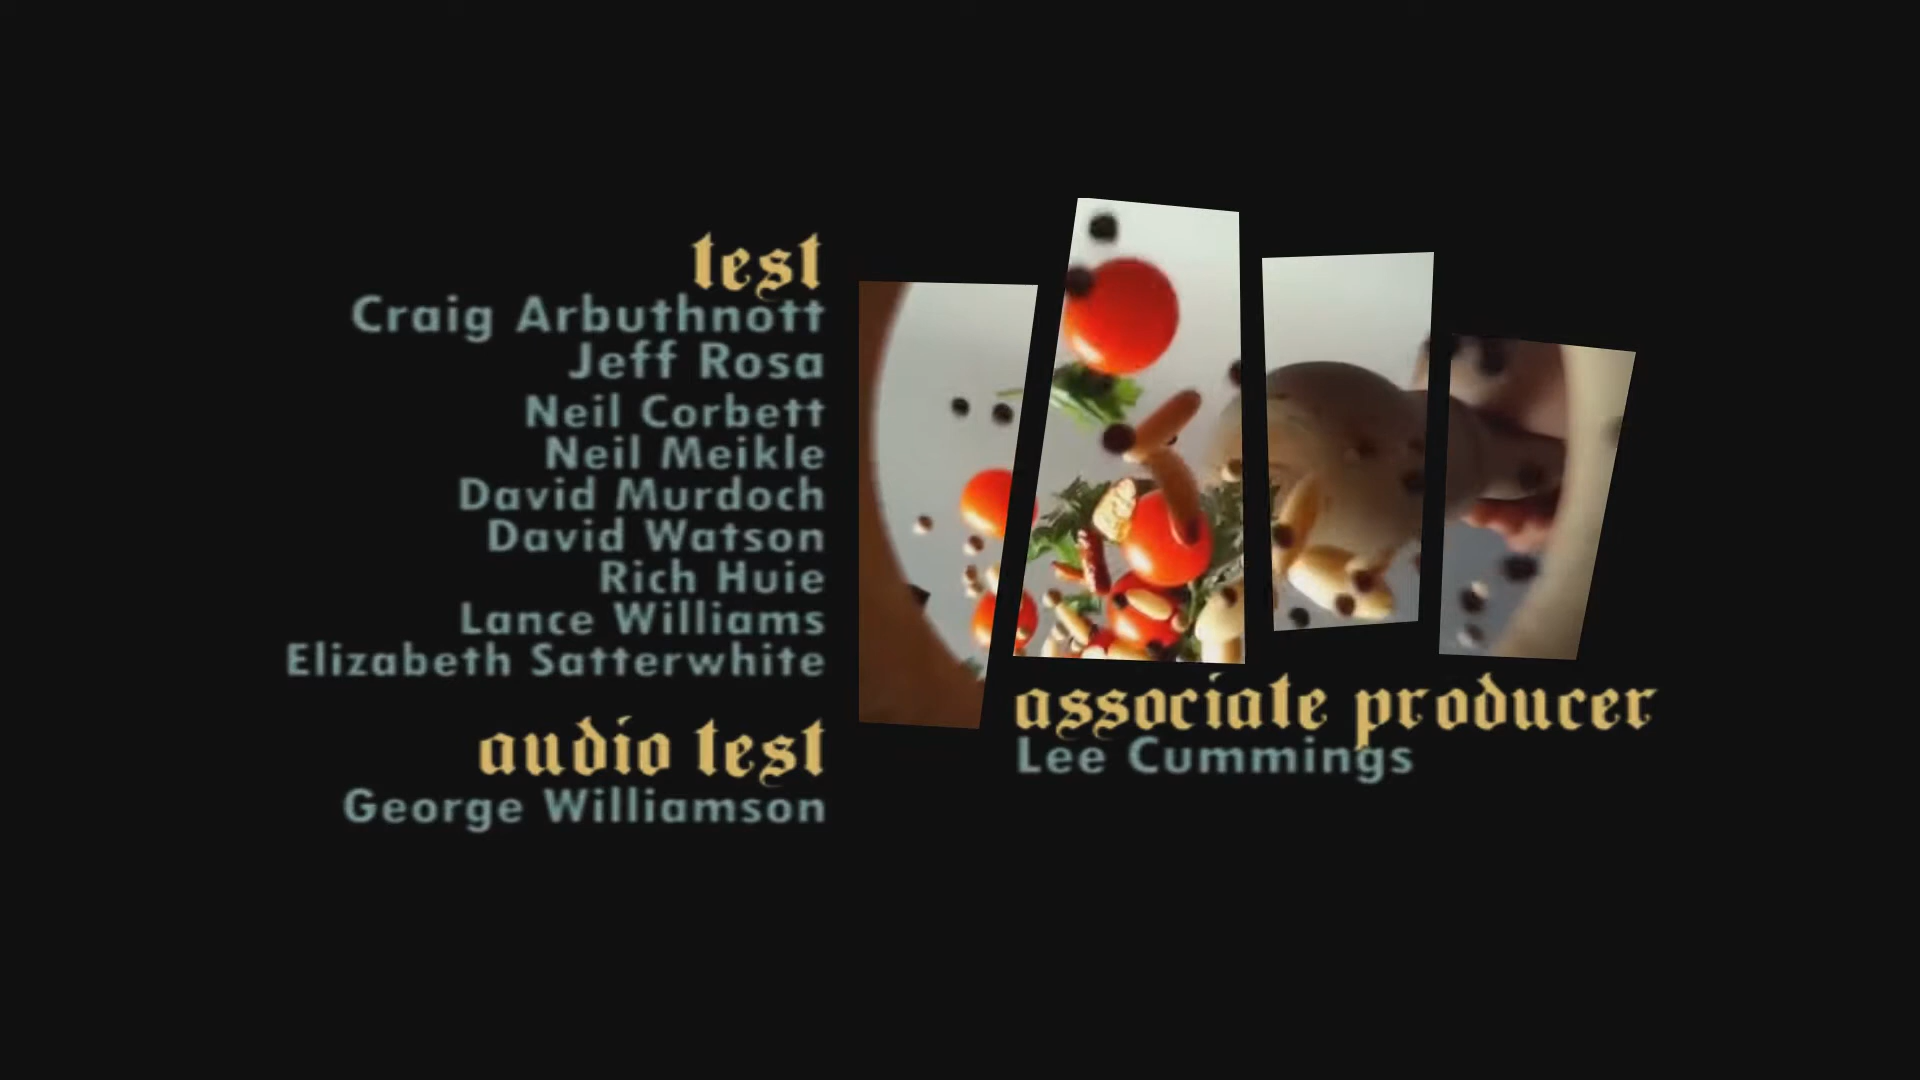 test
Craig Arbuthnott
Jeff Rosa
Neil Corbett
Neil Meikle
David Murdoch
David Watson
Rich Huie
Lance Williams
Elizabeth Satterwhite
audio test
George Williamson
associate producer
Lee Cummings